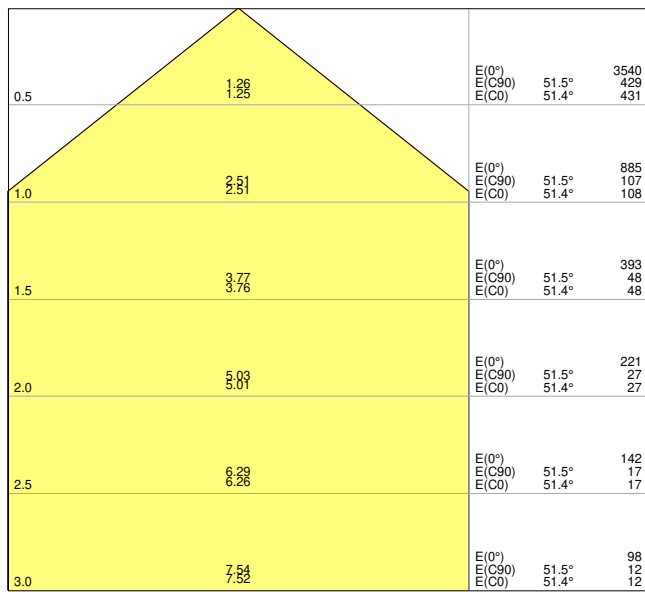 E(0°) 3540
1.26 E(C90) 51.5° 429
0.5 1.25 E(C0) 51.4° 431
E(0°) 885
2.51 E(C90) 51.5° 107
1.0 2.51 E(C0) 51.4° 108
E(0°) 393
3.77 E(C90) 51.5° 48
1.5 3.76 E(C0) 51.4° 48
E(0°) 221
5.03 E(C90) 51.5° 27
2.0 5.01 E(C0) 51.4° 27
E(0°) 142
6.29 E(C90) 51.5° 17
2.5 6.26 E(C0) 51.4° 17
E(0°) 98
7.54 E(C90) 51.5° 12
3.0 7.52 E(C0) 51.4° 12